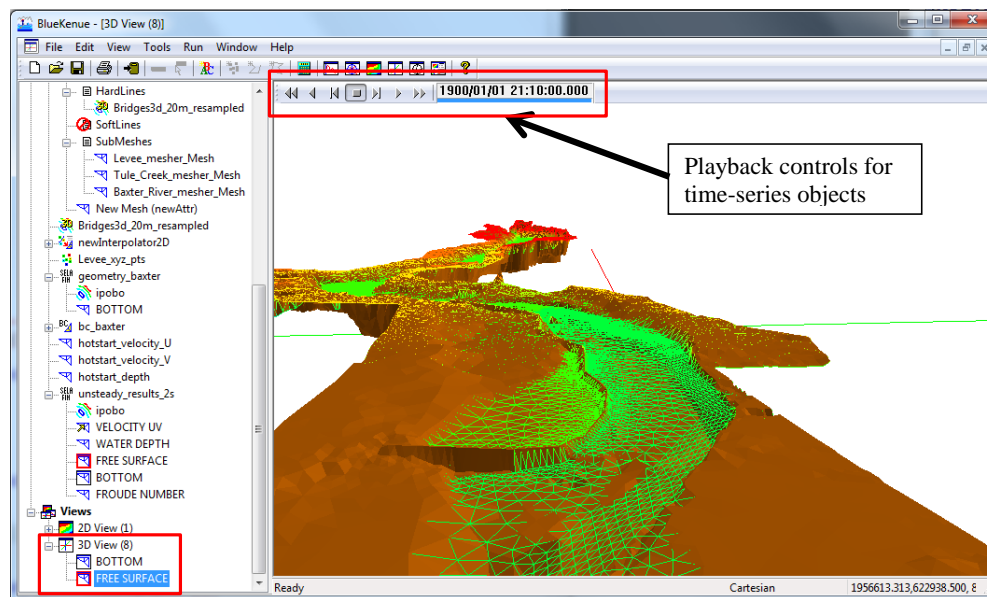 BlueKenue - [3D View (8)]
File Edit View Tools Run Window Help
HardLines
Bridges3d_20m_resampled
SoftLines
SubMeshes
Levee_mesher_Mesh
Tule_Creek_mesher_Mesh
Baxter_River_mesher_Mesh
New Mesh (newAttr)
Bridges3d_20m_resampled
newInterpolator2D
Levee_xyz_pts
geometry_baxter
ipobo
BOTTOM
bc_baxter
hotstart_velocity_U
hotstart_velocity_V
hotstart_depth
unsteady_results_2s
ipobo
VELOCITY UV
WATER DEPTH
FREE SURFACE
BOTTOM
FROUDE NUMBER
Views
2D View (1)
3D View (8)
BOTTOM
FREE SURFACE
1900/01/01 21:10:00.000
Playback controls for
time-series objects
Ready
Cartesian
1956613.313,622938.500, 8